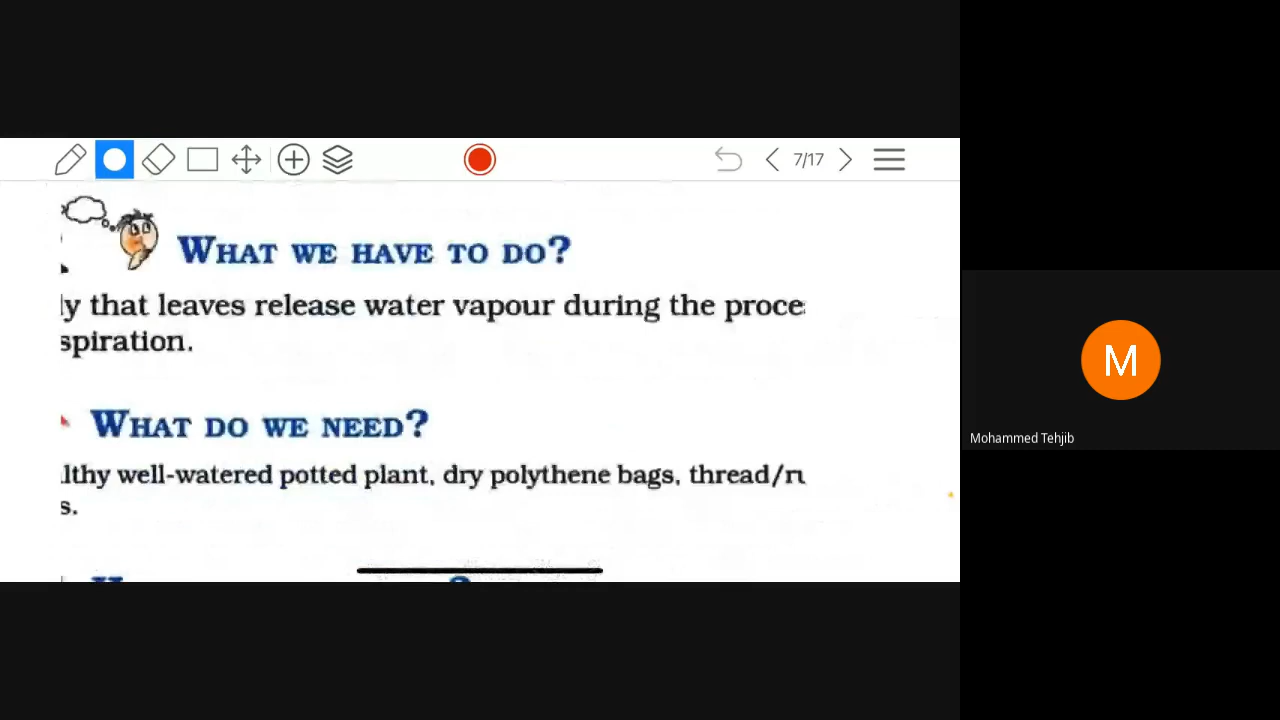 7/17
WHAT WE HAVE TO DO?
ly that leaves release water vapour during the proce
spiration.
WHAT DO WE NEED?
lthy well-watered potted plant, dry polythene bags, thread/ru
s.
M
Mohammed Tehjib